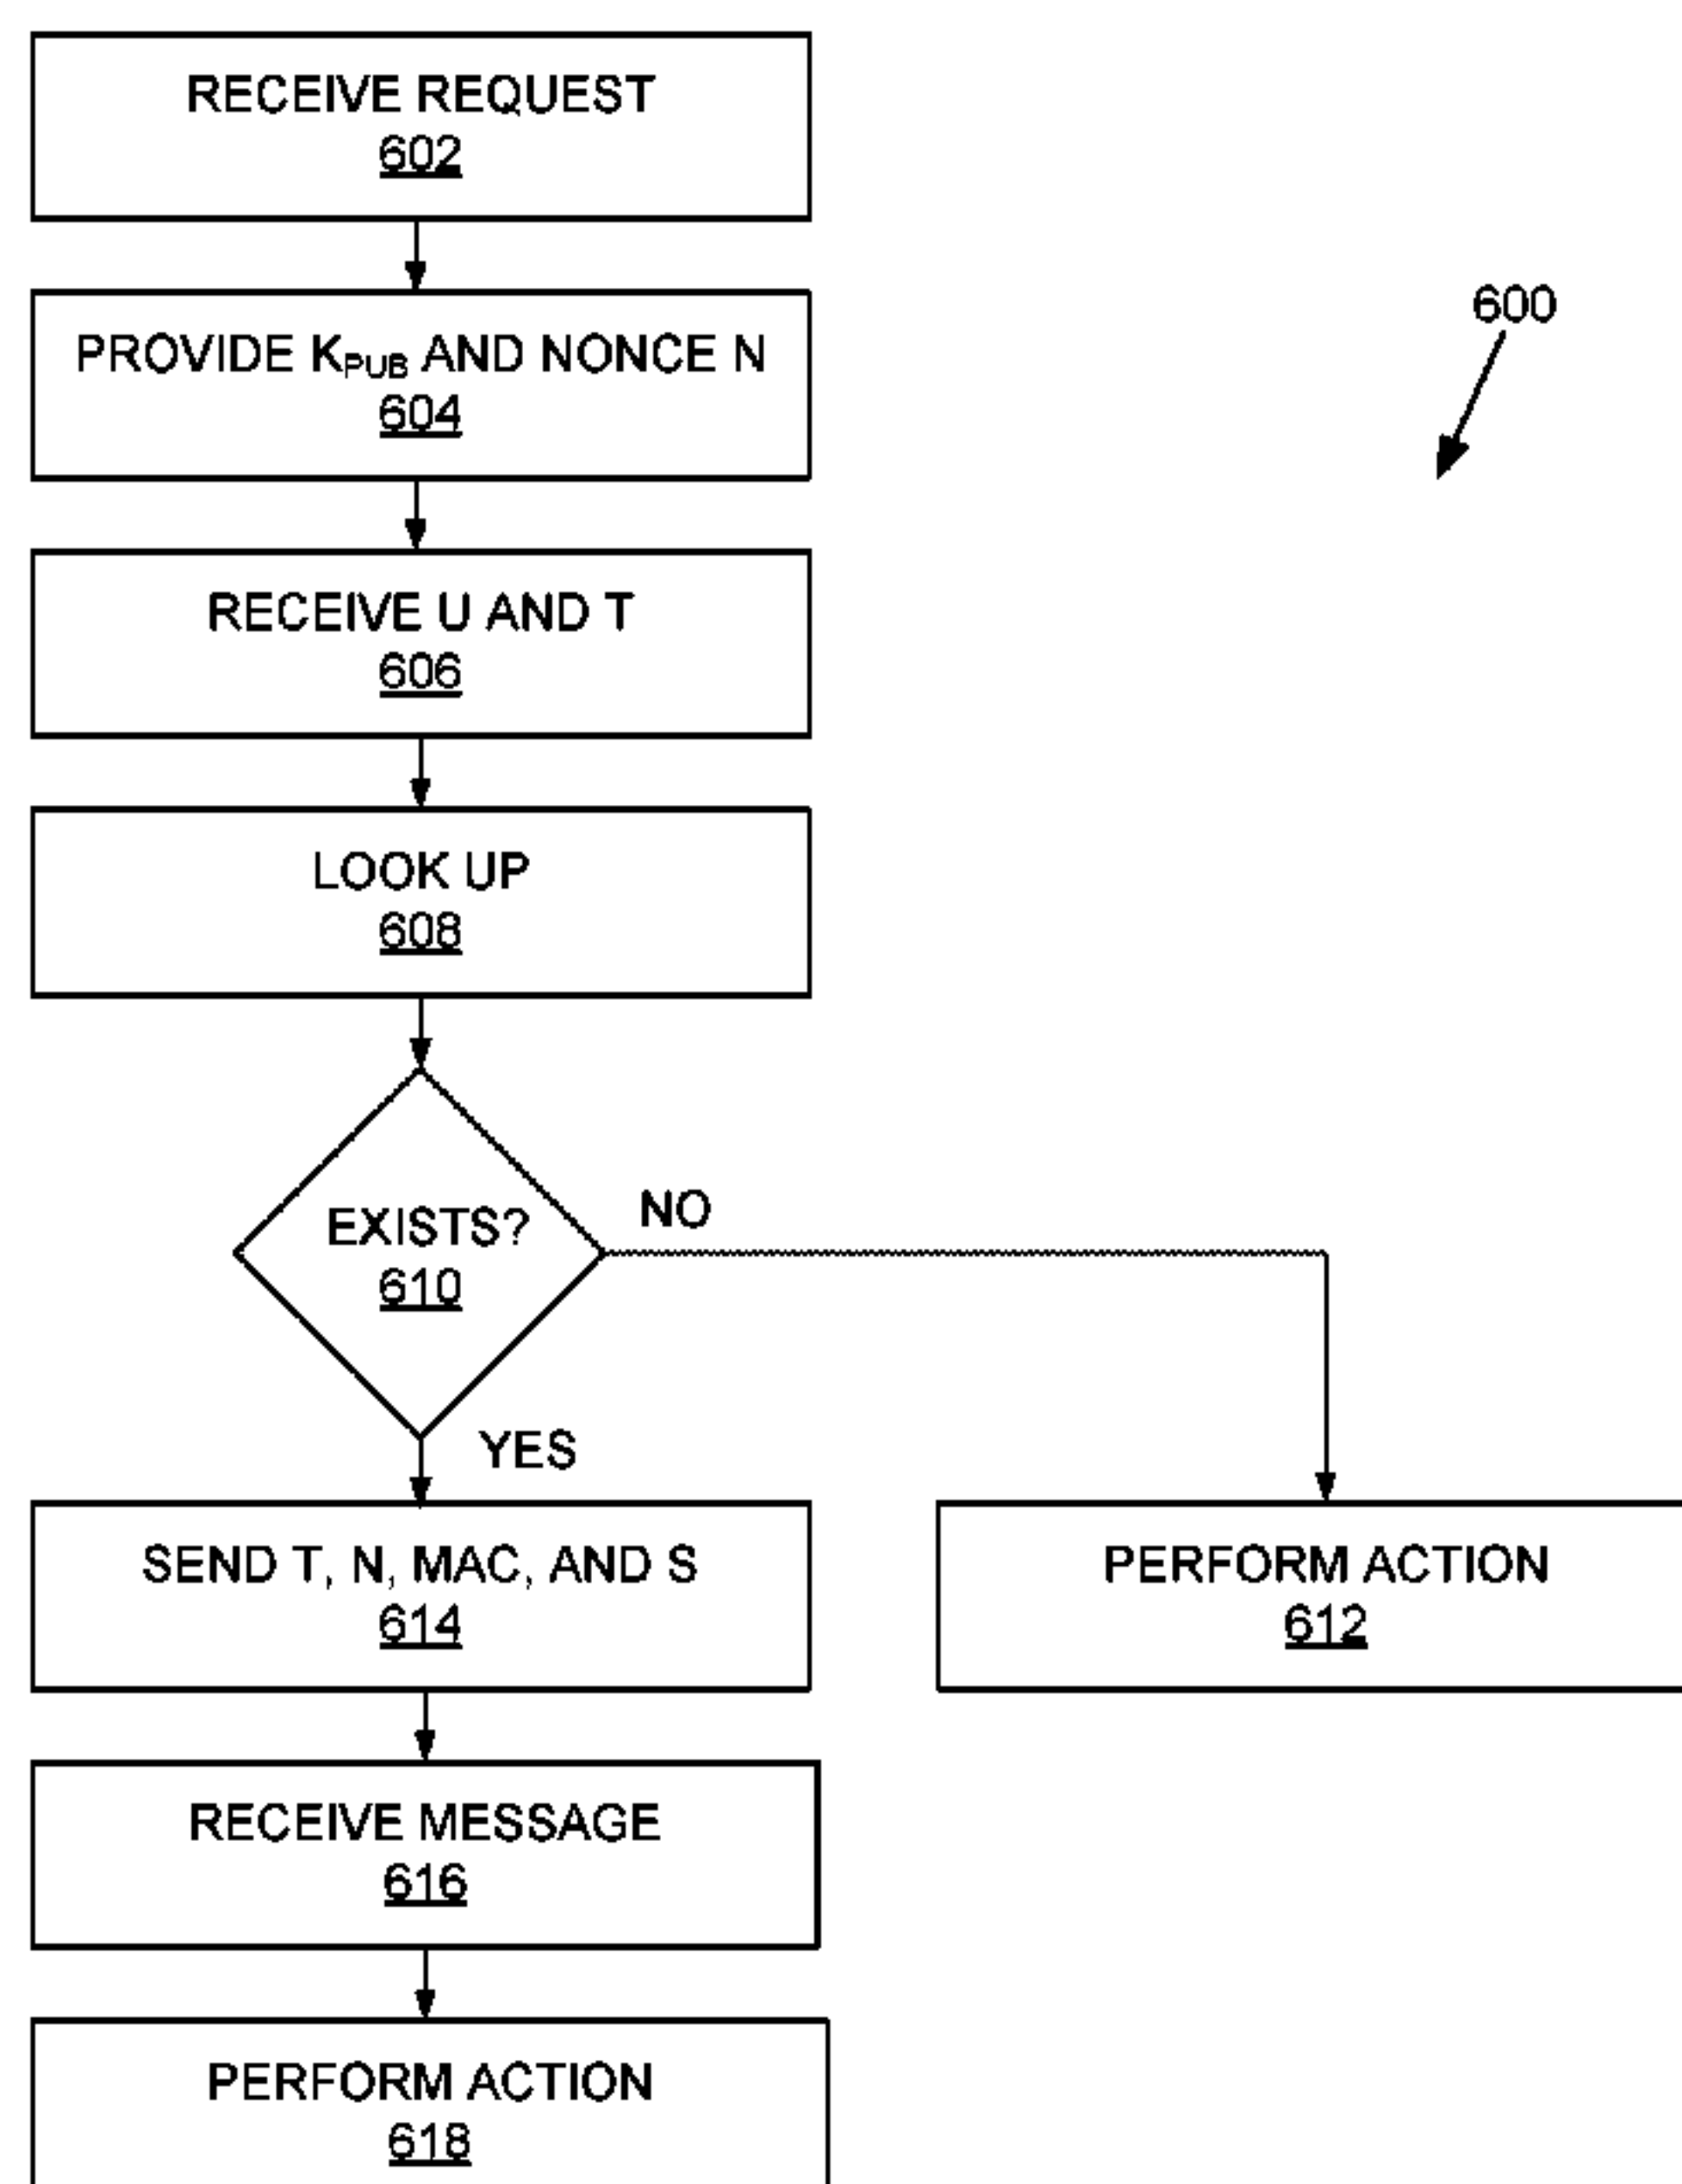 RECEIVE REQUEST
602
PROVIDE KPUB AND NONCE N
604
600
RECEIVE U AND T
606
LOOK UP
608
EXISTS?
610
NO
YES
SEND T, N, MAC, AND S
614
PERFORM ACTION
612
RECEIVE MESSAGE
616
PERFORM ACTION
618